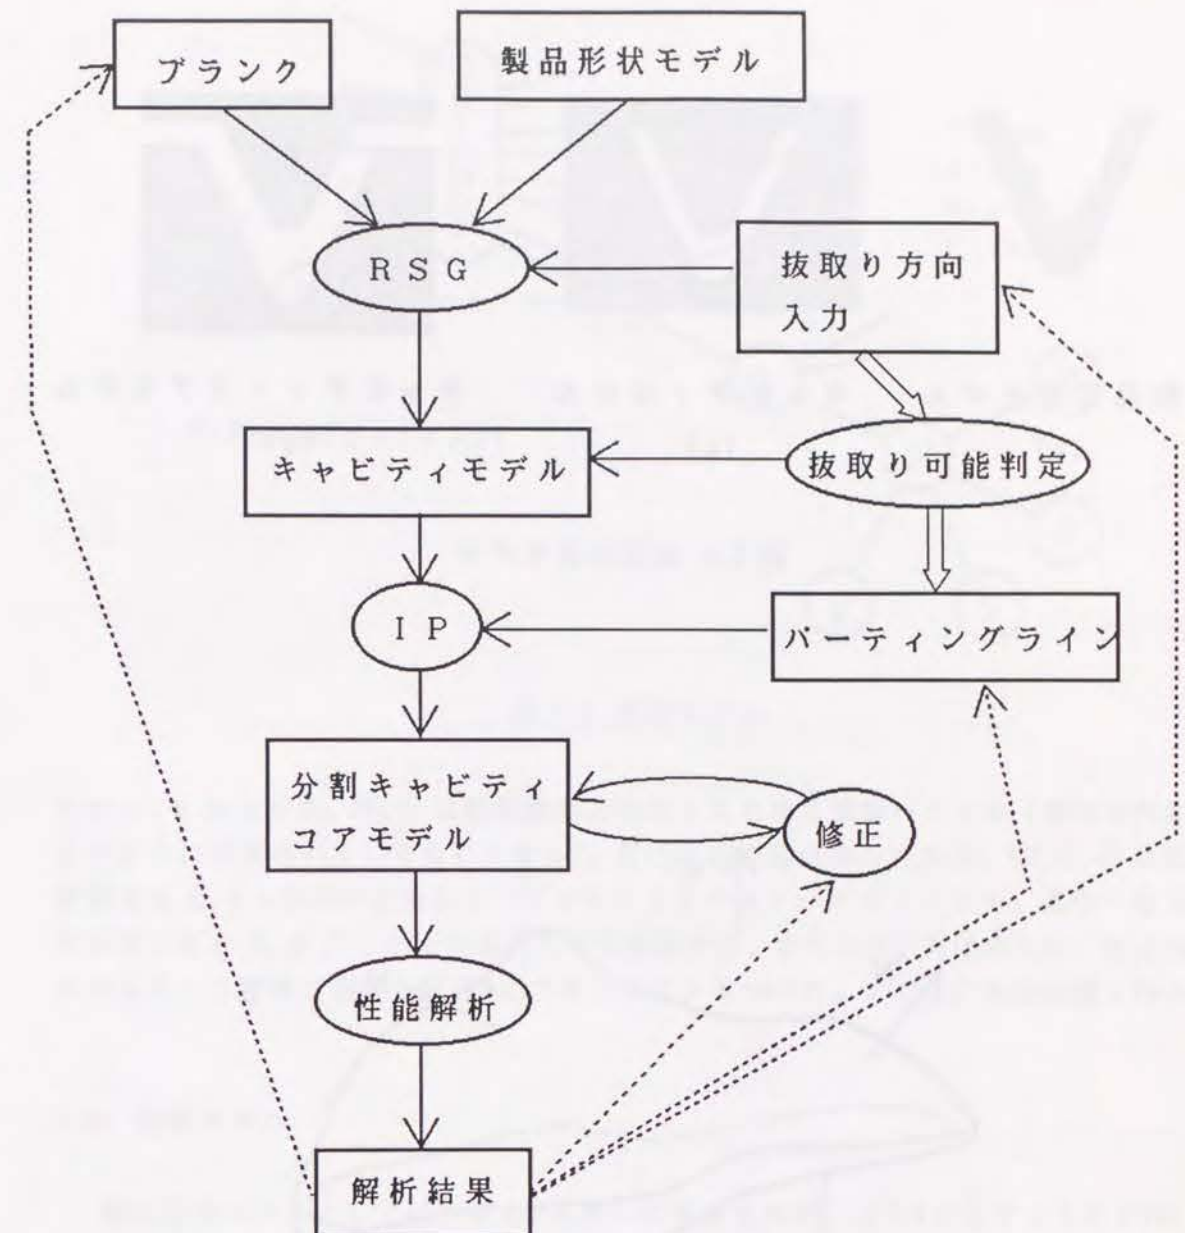 ブランク
製品形状モデル
RSG
抜取り方向
入力
キャビティモデル
抜取り可能判定
IP
パーティングライン
分割キャビティ
コアモデル
修正
性能解析
解析結果